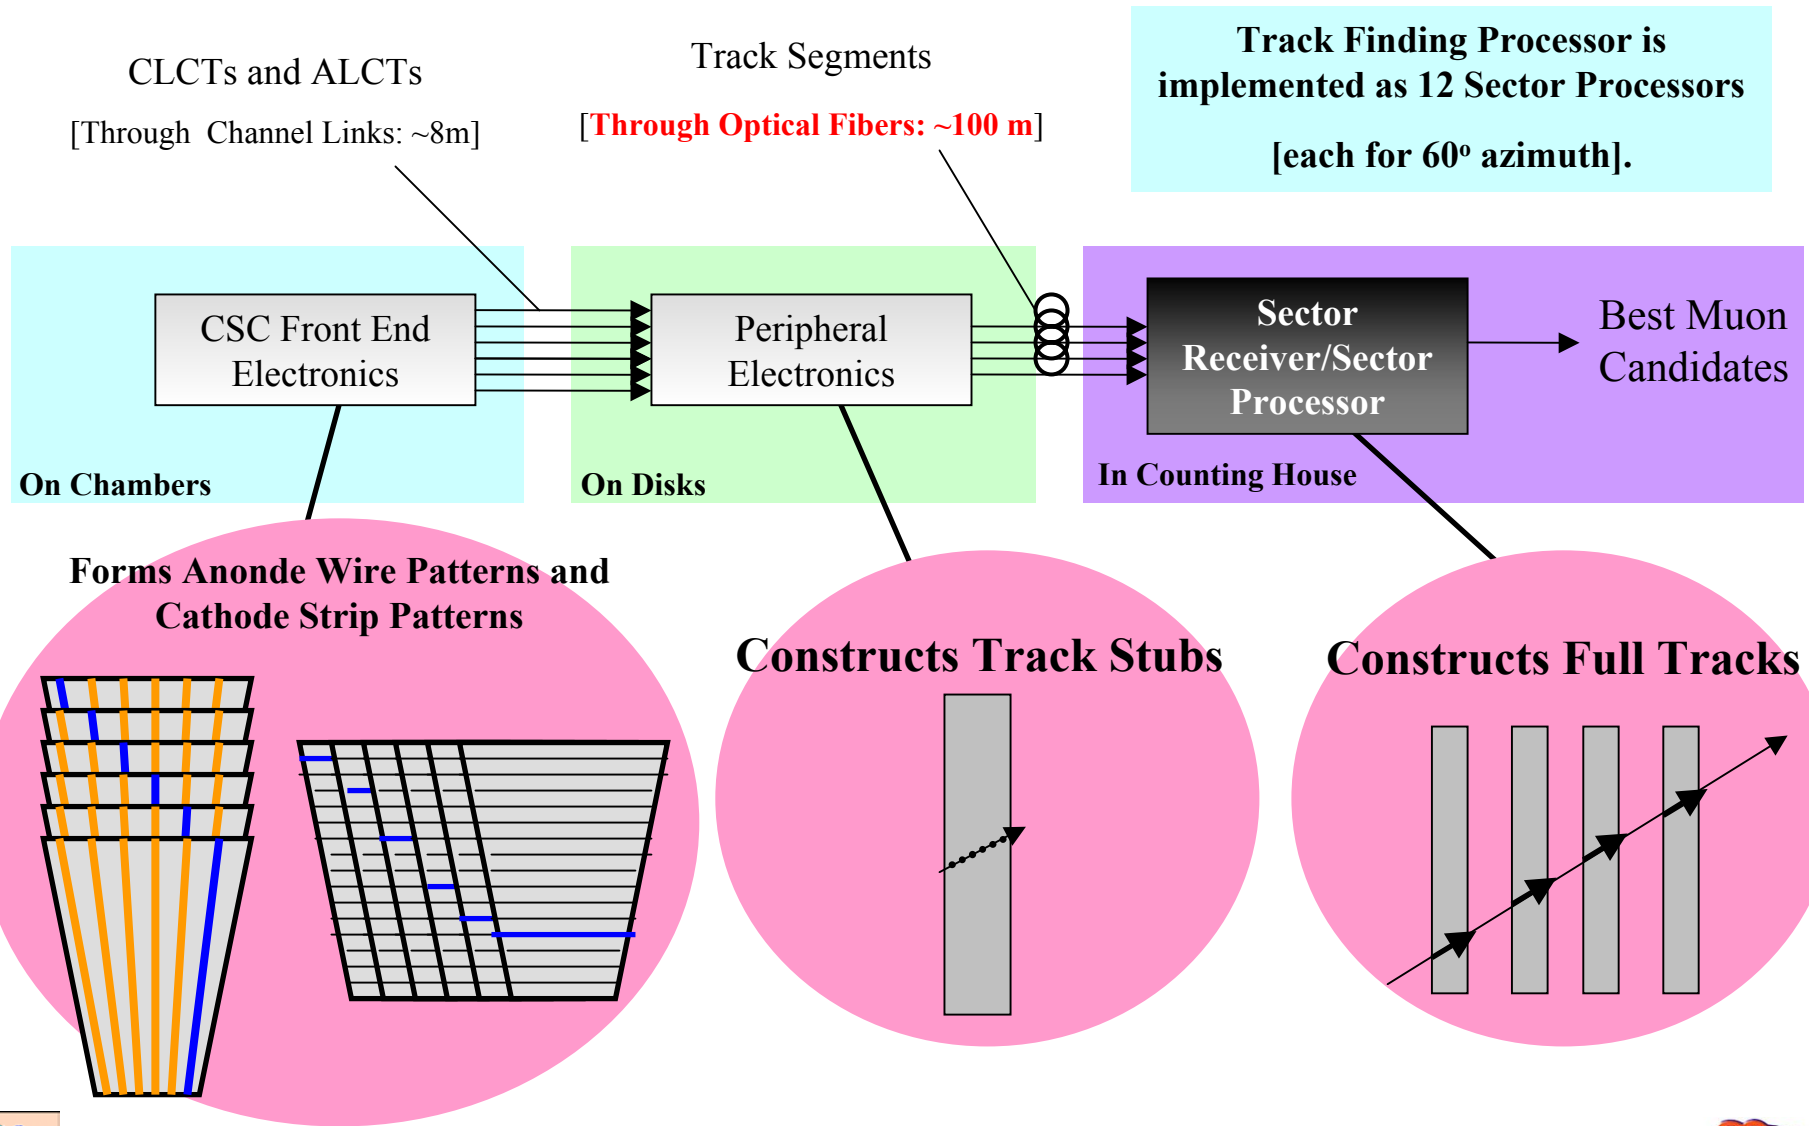 CLCTs and ALCTs
[Through Channel Links: ~8m]
Track Segments
[Through Optical Fibers: ~100 m]
Track Finding Processor is
implemented as 12 Sector Processors
[each for 60º azimuth].
CSC Front End
Electronics
On Chambers
Peripheral
Electronics
On Disks
Sector
Receiver/Sector
Processor
In Counting House
Best Muon
Candidates
Forms Anonde Wire Patterns and
Cathode Strip Patterns
Constructs Track Stubs
Constructs Full Tracks